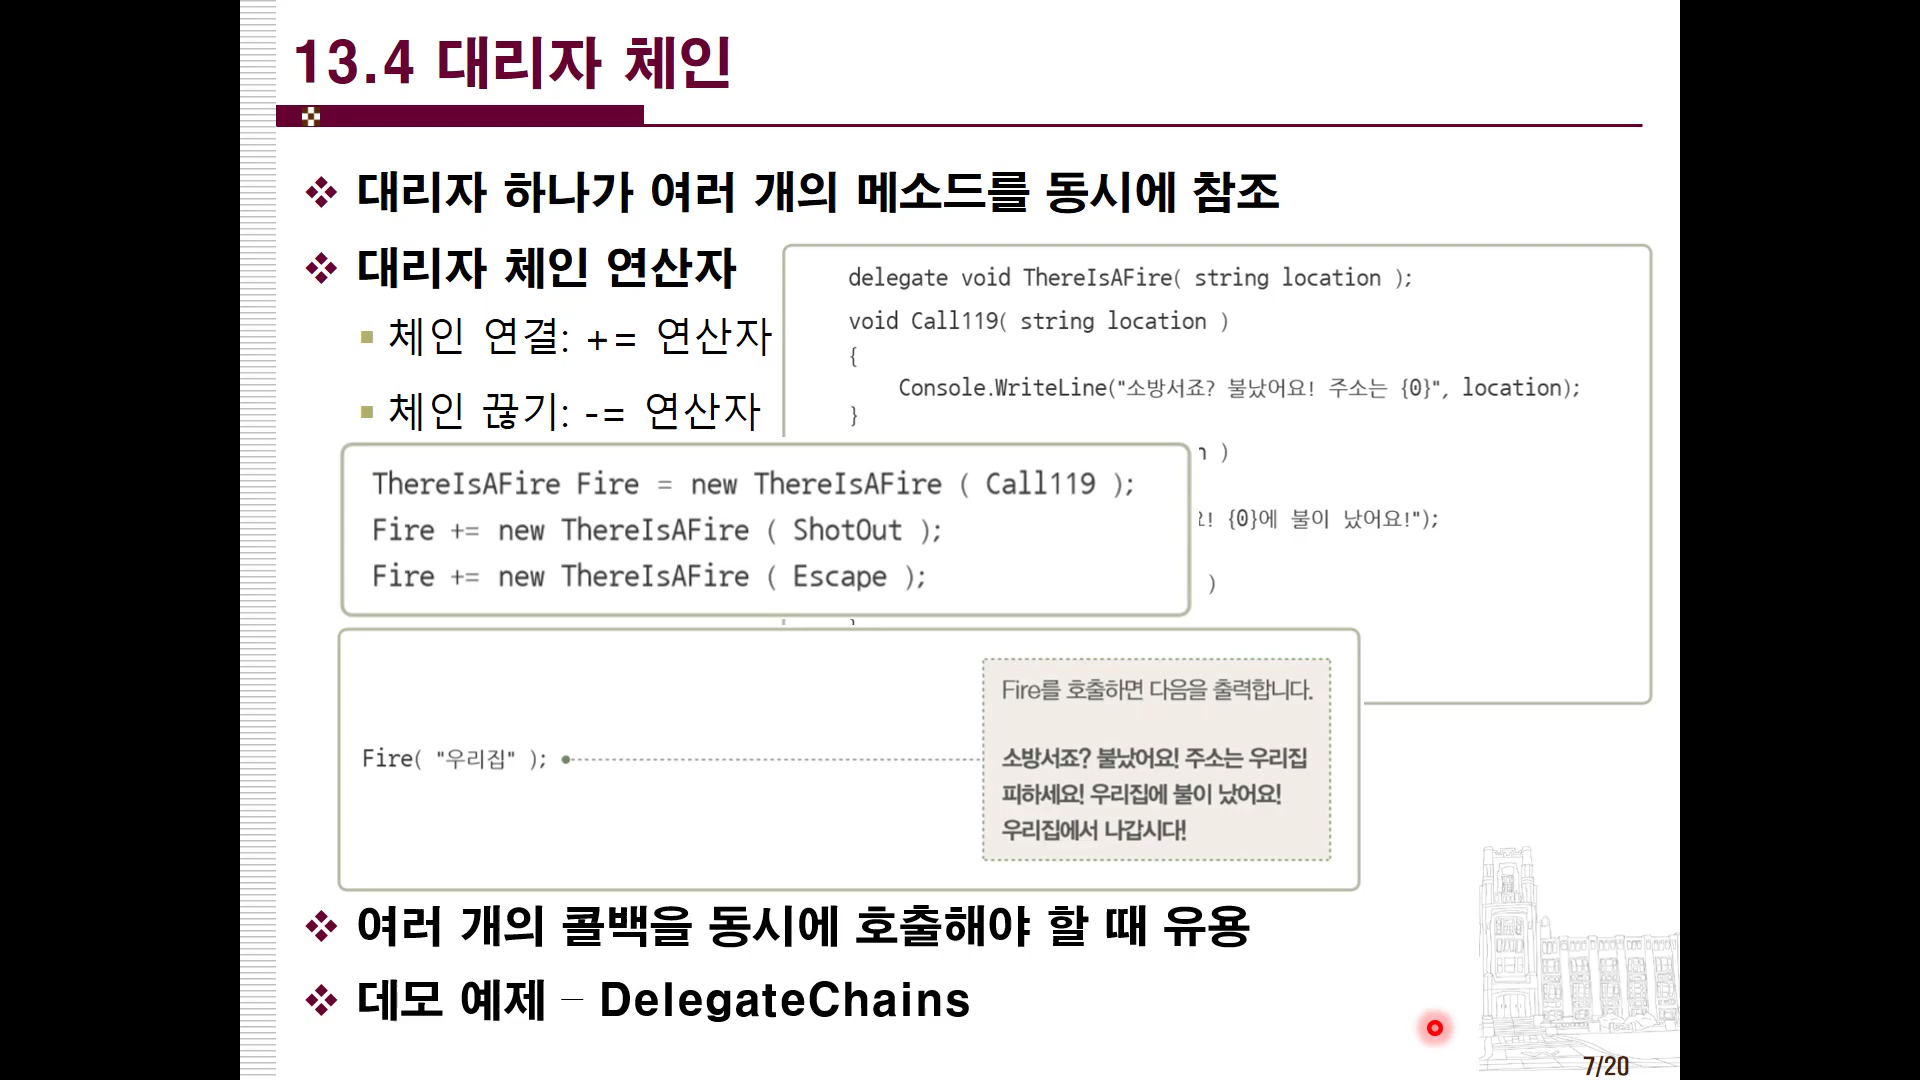 13.4 대리자 체인
대리자 하나가 여러 개의 메소드를 동시에 참조
대리자 체인 연산자
체인 연결: += 연산자
체인 끊기: -= 연산자
delegate void ThereIsAFire( string location );
void Call119( string location )
{
Console.WriteLine("소방서죠? 불났어요! 주소는 {0}", location);
}
)
! {0}에 불이 났어요!");
)
ThereIsAFire Fire = new ThereIsAFire ( Call119 );
Fire += new ThereIsAFire ( ShotOut );
Fire += new ThereIsAFire ( Escape );
Fire( "우리집" );
Fire를 호출하면 다음을 출력합니다.
소방서죠? 불났어요! 주소는 우리집
피하세요! 우리집에 불이 났어요!
우리집에서 나갑시다!
여러 개의 콜백을 동시에 호출해야 할 때 유용
데모 예제 – DelegateChains
7/20